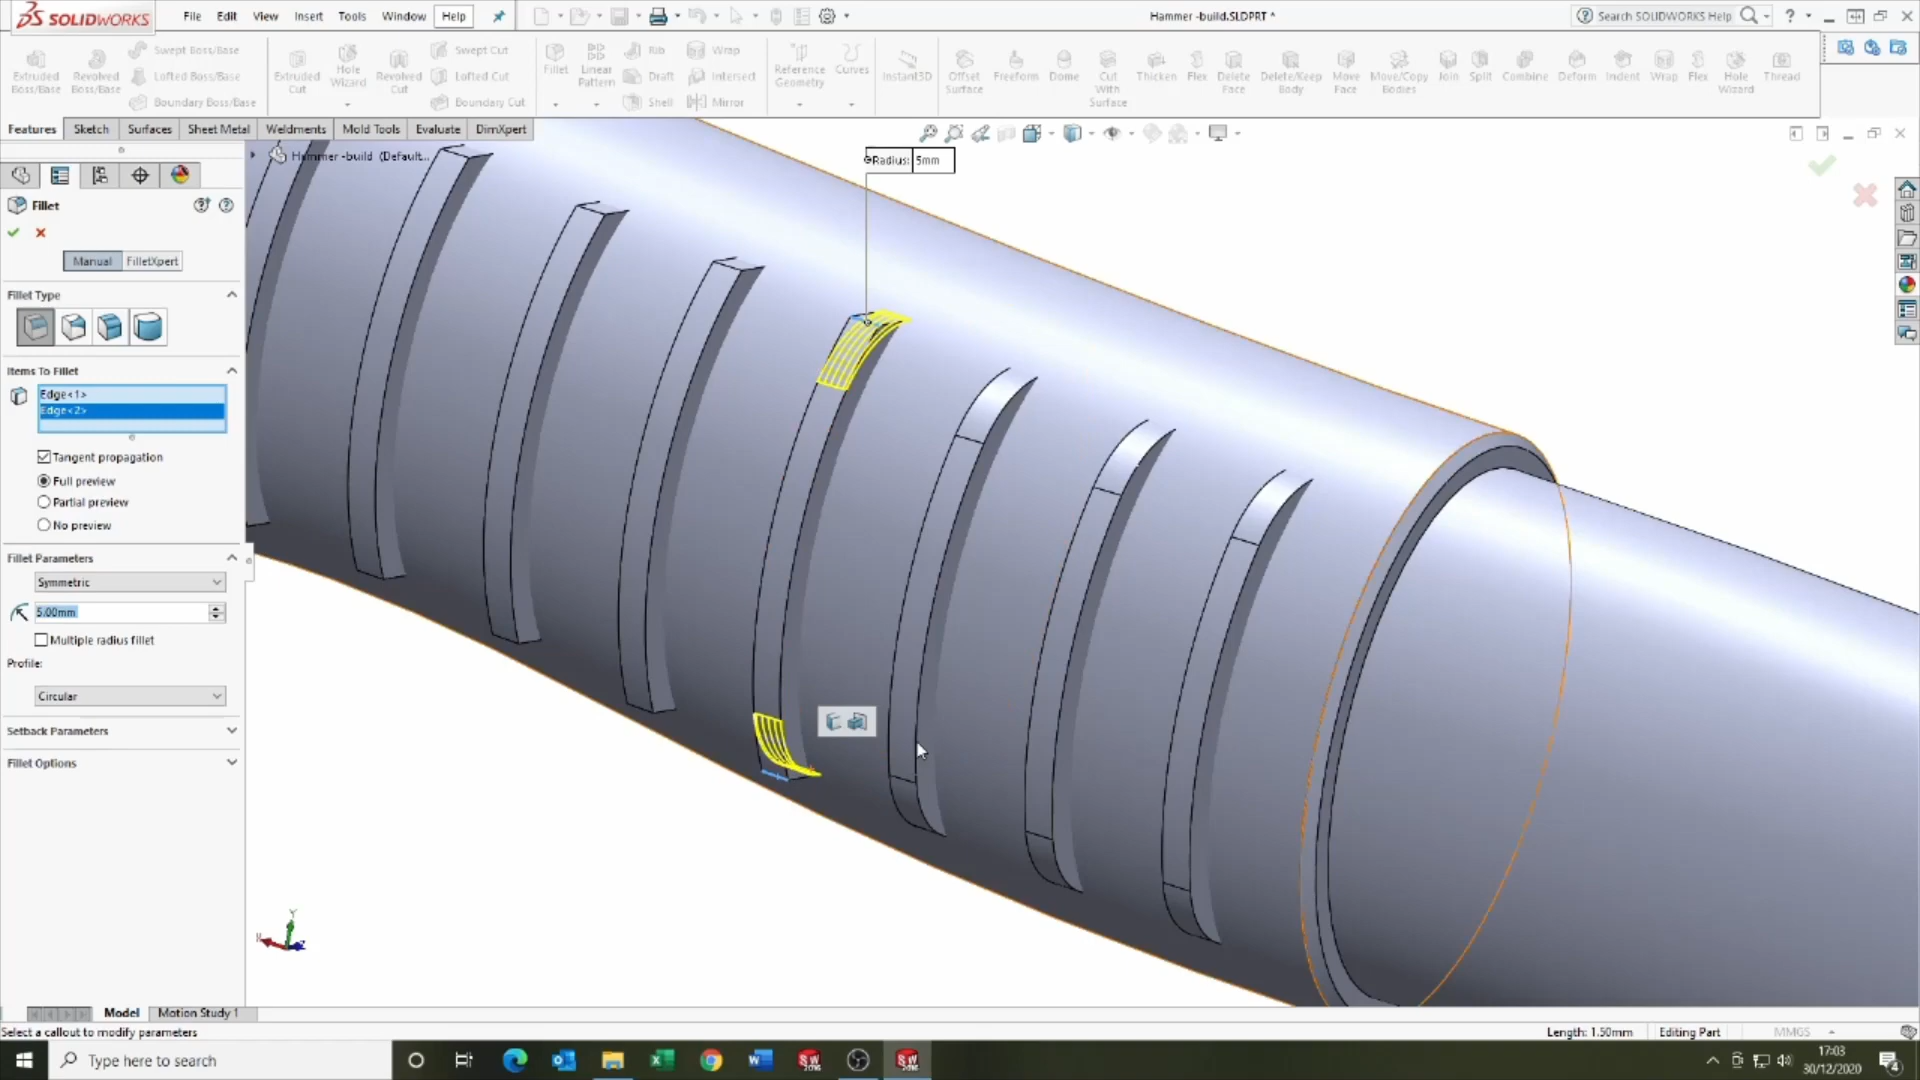 SOLIDWORKS
File Edit View Insert Tools Window Help
Hammer -build.SLDPRT *
Search SOLIDWORKS Help
Extruded Boss/Base
Revolved Boss/Base
Swept Boss/Base
Lofted Boss/Base
Boundary Boss/Base
Extruded Cut
Hole Wizard
Revolved Cut
Swept Cut
Lofted Cut
Boundary Cut
Fillet
Linear Pattern
Rib
Draft
Shell
Wrap
Intersect
Mirror
Reference Geometry
Curves
Instant3D
Offset Surface
Freeform
Dome
Cut With Surface
Thicken
Flex
Delete Face
Delete/Keep Body
Move Face
Move/Copy Bodies
Join
Split
Combine
Deform
Indent
Wrap
Flex
Hole Wizard
Thread
Features Sketch Surfaces Sheet Metal Weldments Mold Tools Evaluate DimXpert
Hammer -build (Default...
Radius: 5mm
Fillet
Manual FilletXpert
Fillet Type
Items To Fillet
Edge<1>
Edge<2>
Tangent propagation
Full preview
Partial preview
No preview
Fillet Parameters
Symmetric
5.00mm
Multiple radius fillet
Profile:
Circular
Setback Parameters
Fillet Options
Model Motion Study 1
Select a callout to modify parameters
Length: 1.50mm Editing Part MMGS
Type here to search
17:03
30/12/2020